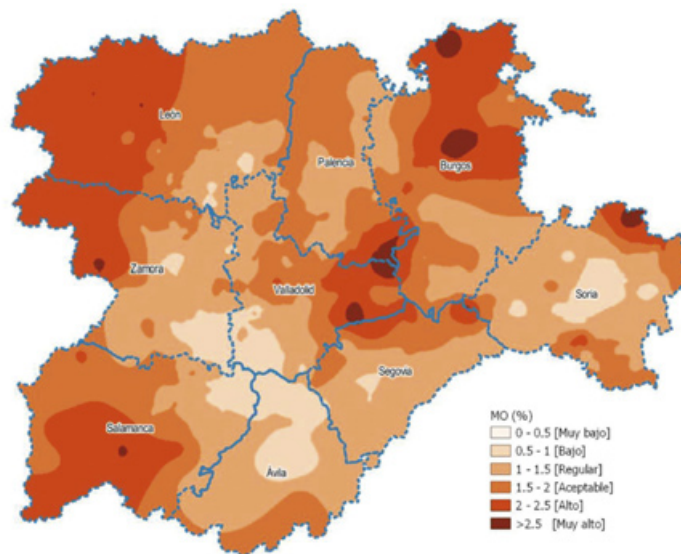 León
Palencia
Burgos
Zamora
Valladolid
Soria
Segovia
Salamanca
Ávila
MO (%)
0 - 0.5 [Muy bajo]
0.5 - 1 [Bajo]
1 - 1.5 [Regular]
1.5 - 2 [Aceptable]
2 - 2.5 [Alto]
>2.5 [Muy alto]